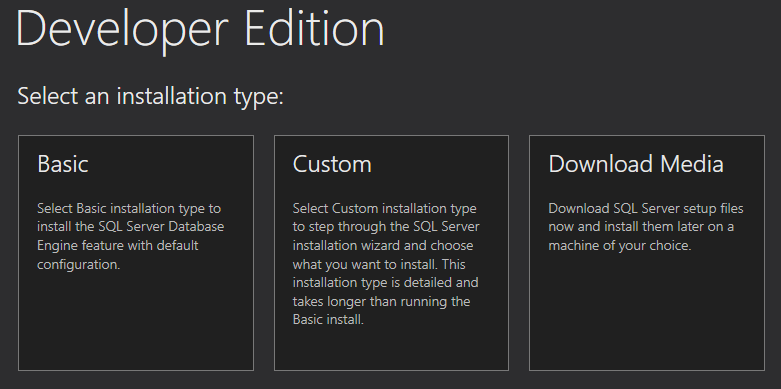 Developer Edition
Select an installation type:
Basic
Select Basic installation type to
install the SQL Server Database
Engine feature with default
configuration.
Custom
Select Custom installation type
to step through the SQL Server
installation wizard and choose
what you want to install. This
installation type is detailed and
takes longer than running the
Basic install.
Download Media
Download SQL Server setup files
now and install them later on a
machine of your choice.